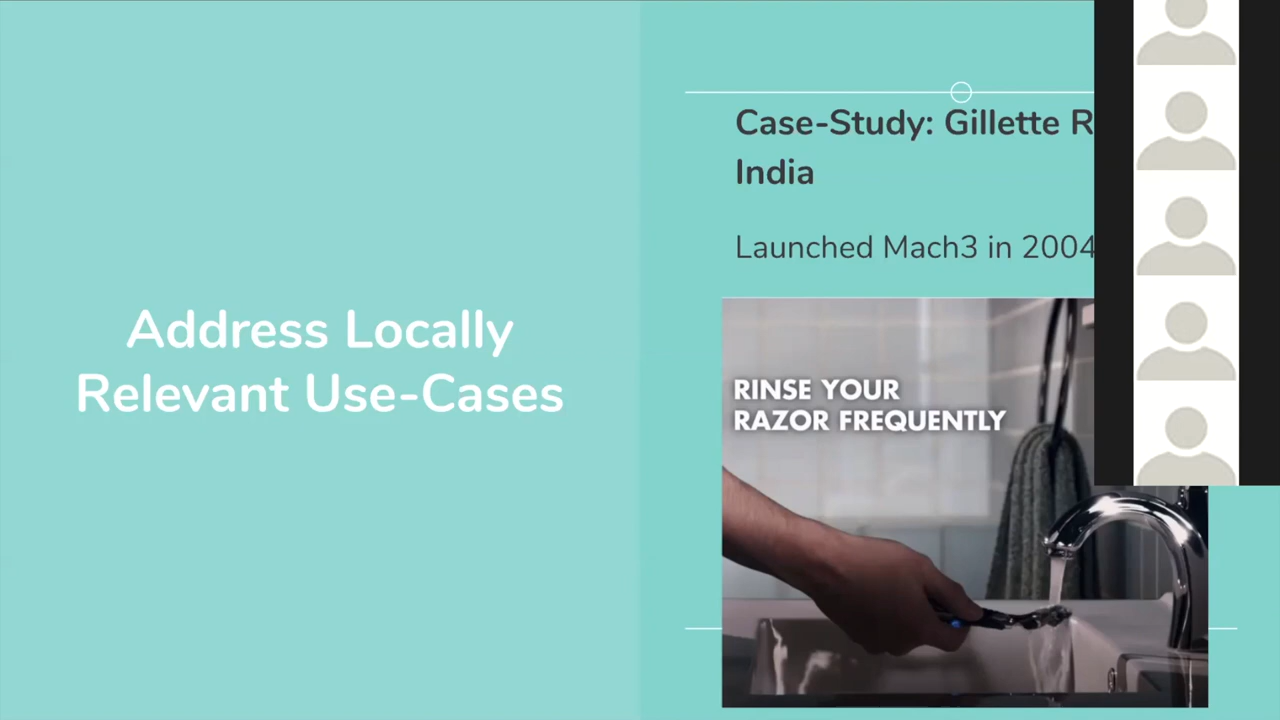 Address Locally
Relevant Use-Cases
Case-Study: Gillette
India
Launched Mach3 in 2004
RINSE YOUR
RAZOR FREQUENTLY